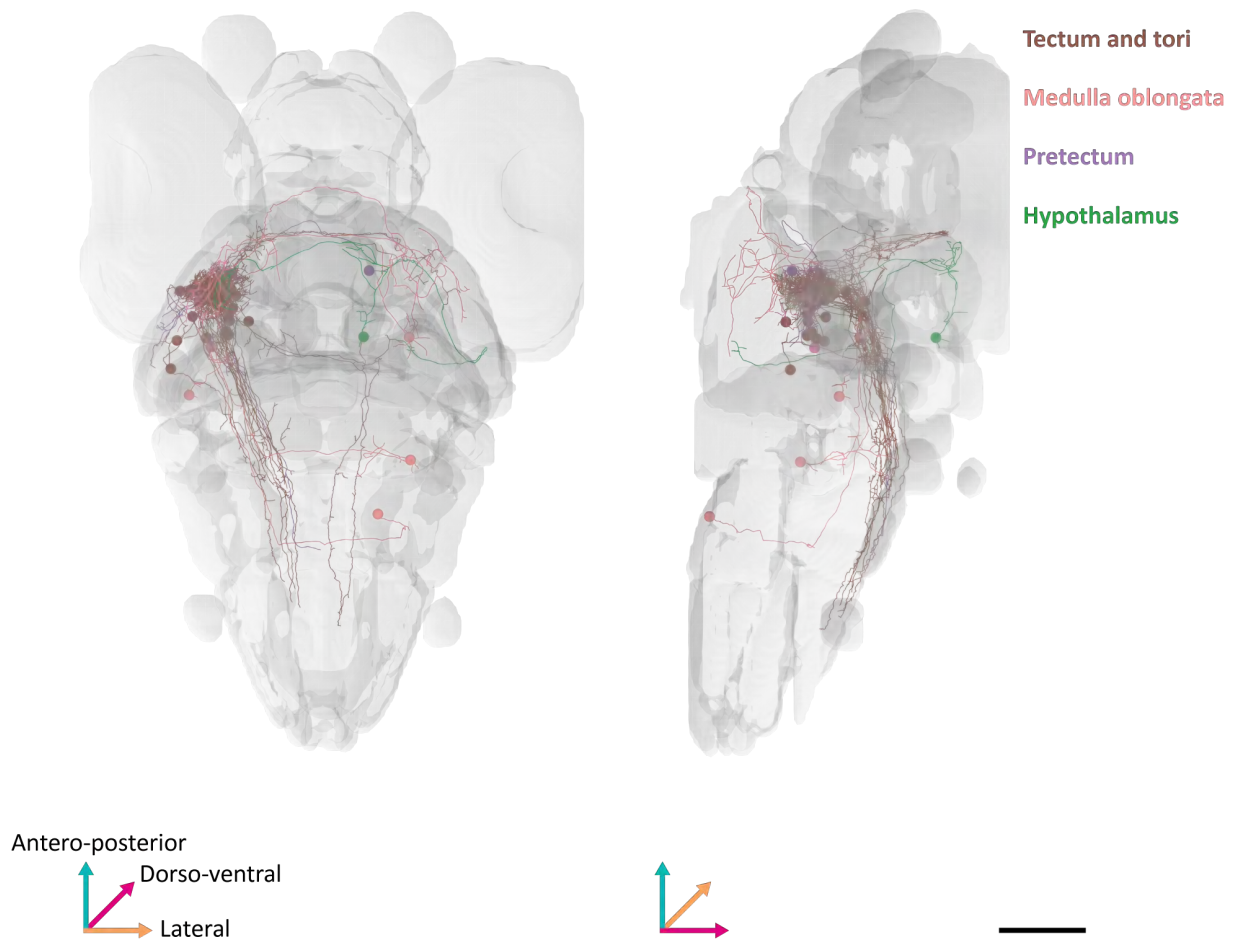 Tectum and tori
Medulla oblongata
Pretectum
Hypothalamus
Antero-posterior
Dorso-ventral
Lateral